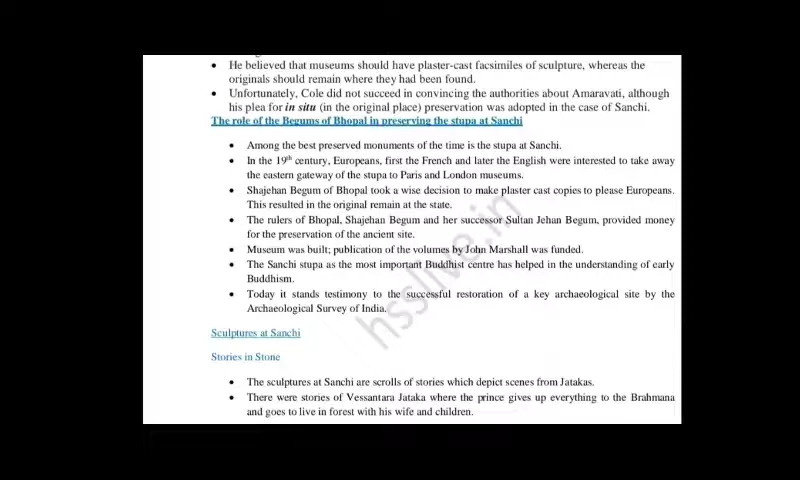 • He believed that museums should have plaster-cast facsimiles of sculpture, whereas the
originals should remain where they had been found.
• Unfortunately, Cole did not succeed in convincing the authorities about Amaravati, although
his plea for in situ (in the original place) preservation was adopted in the case of Sanchi.
The role of the Begums of Bhopal in preserving the stupa at Sanchi
• Among the best preserved monuments of the time is the stupa at Sanchi.
• In the 19th century, Europeans, first the French and later the English were interested to take away
the eastern gateway of the stupa to Paris and London museums.
• Shajehan Begum of Bhopal took a wise decision to make plaster cast copies to please Europeans.
This resulted in the original remain at the state.
• The rulers of Bhopal, Shajehan Begum and her successor Sultan Jehan Begum, provided money
for the preservation of the ancient site.
• Museum was built; publication of the volumes by John Marshall was funded.
• The Sanchi stupa as the most important Buddhist centre has helped in the understanding of early
Buddhism.
• Today it stands testimony to the successful restoration of a key archaeological site by the
Archaeological Survey of India.
hsslive.in
Sculptures at Sanchi
Stories in Stone
• The sculptures at Sanchi are scrolls of stories which depict scenes from Jatakas.
• There were stories of Vessantara Jataka where the prince gives up everything to the Brahmana
and goes to live in forest with his wife and children.